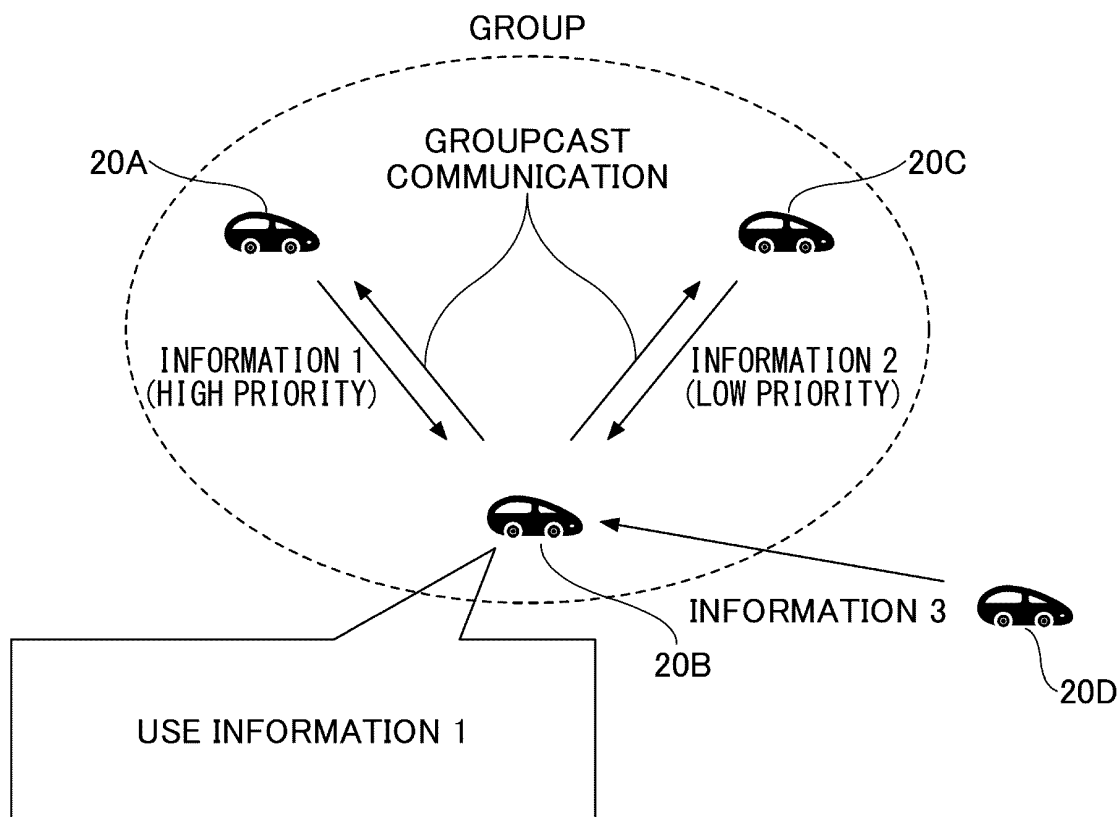 GROUP
GROUPCAST
COMMUNICATION
20A
20C
INFORMATION 1
(HIGH PRIORITY)
INFORMATION 2
(LOW PRIORITY)
INFORMATION 3
20B
20D
USE INFORMATION 1